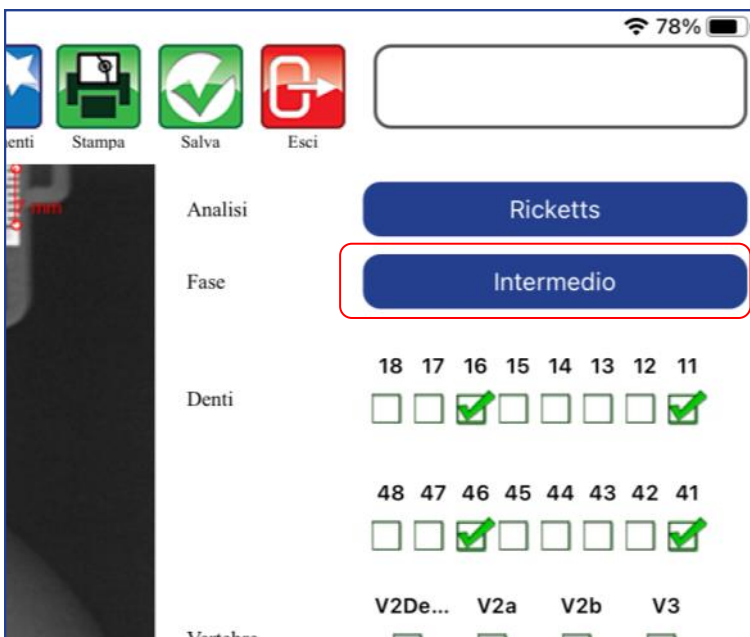 78%
enti Stampa Salva Esci
mm
Analisi Ricketts
Fase Intermedio
18 17 16 15 14 13 12 11
Denti
48 47 46 45 44 43 42 41
V2De... V2a V2b V3
Vertebre